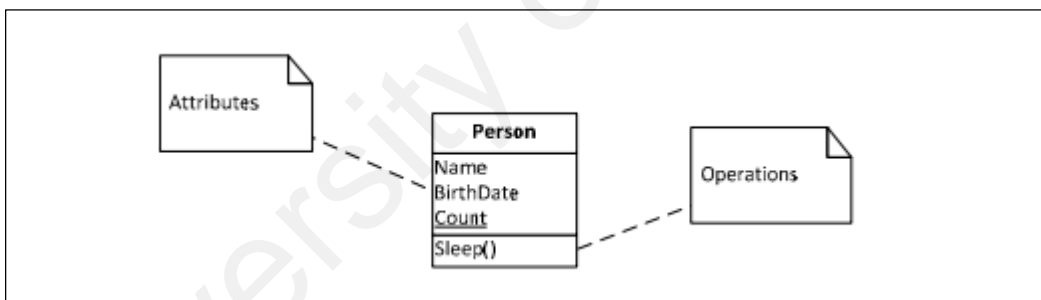 Attributes
Person
Name
BirthDate
Count
Sleep()
Operations